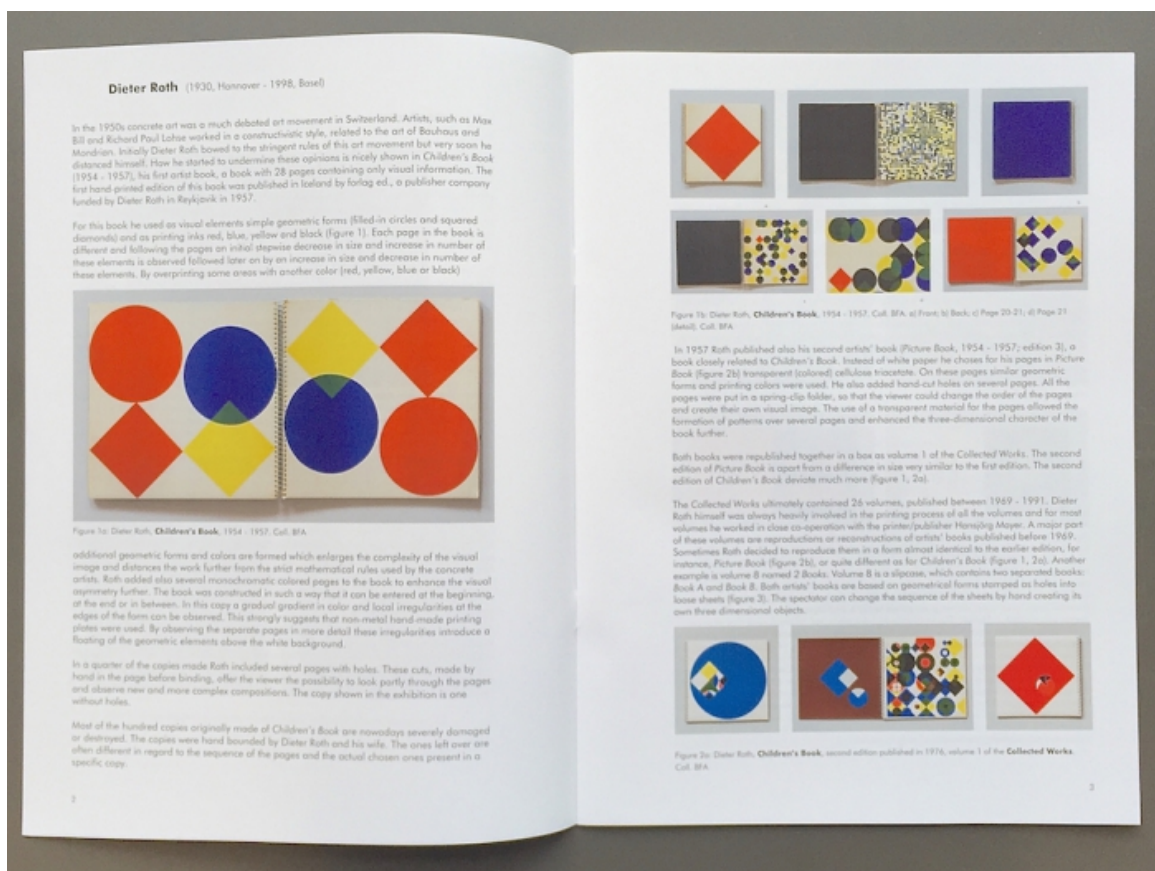 Dieter Roth (1930, Hannover - 1998, Basel)
In the 1950s concrete art was a much debated art movement in Switzerland. Artists, such as Max
Bill and Richard Paul Lohse worked in a constructivistic style, related to the art of Bauhaus and
Mondrian. Initially Dieter Roth bowed to the stringent rules of this art movement but very soon he
distanced himself. How he started to undermine these opinions is nicely shown in Children's Book
(1954 - 1957), his first artist book, a book with 28 pages containing only visual information. The
first hand-printed edition of this book was published in Iceland by forlag ed., a publisher company
funded by Dieter Roth in Reykjavik in 1957.
For this book he used as visual elements simple geometric forms (filled-in circles and squared
diamonds) and as printing inks red, blue, yellow and black (figure 1). Each page in the book is
different and following the pages an initial stepwise decrease in size and increase in number of
these elements is observed followed later on by an increase in size and decrease in number of
these elements. By overprinting some areas with another color (red, yellow, blue or black)
Figure 1a: Dieter Roth, Children's Book, 1954 - 1957. Coll. BFA.
additional geometric forms and colors are formed which enlarges the complexity of the visual
image and distances the work further from the strict mathematical rules used by the concrete
artists. Roth added also several monochromatic colored pages to the book to enhance the visual
asymmetry further. The book was constructed in such a way that it can be entered at the beginning,
at the end or in between. In this copy a gradual gradient in color and local irregularities at the
edges of the form can be observed. This strongly suggests that non-metal hand-made printing
plates were used. By observing the separate pages in more detail these irregularities introduce a
floating of the geometric elements above the white background.
In a quarter of the copies made Roth included several pages with holes. These cuts, made by
hand in the page before binding, offer the viewer the possibility to look partly through the pages
and observe new and more complex compositions. The copy shown in the exhibition is one
without holes.
Most of the hundred copies originally made of Children's Book are nowadays severely damaged
or destroyed. The copies were hand bounded by Dieter Roth and his wife. The ones left over are
often different in regard to the sequence of the pages and the actual chosen ones present in a
specific copy.
2
Figure 1b: Dieter Roth, Children's Book, 1954 - 1957. Coll. BFA. a) Front; b) Back; c) Page 20-21; d) Page 21
(detail). Coll. BFA
In 1957 Roth published also his second artists' book (Picture Book, 1954 - 1957; edition 3), a
book closely related to Children's Book. Instead of white paper he choses for his pages in Picture
Book (figure 2b) transparent (colored) cellulose triacetate. On these pages similar geometric
forms and printing colors were used. He also added hand-cut holes on several pages. All the
pages were put in a spring-clip folder, so that the viewer could change the order of the pages
and create their own visual image. The use of a transparent material for the pages allowed the
formation of patterns over several pages and enhanced the three-dimensional character of the
book further.
Both books were republished together in a box as volume 1 of the Collected Works. The second
edition of Picture Book is apart from a difference in size very similar to the first edition. The second
edition of Children's Book deviate much more (figure 1, 2a).
The Collected Works ultimately contained 26 volumes, published between 1969 - 1991. Dieter
Roth himself was always heavily involved in the printing process of all the volumes and for most
volumes he worked in close co-operation with the printer/publisher Hansjörg Mayer. A major part
of these volumes are reproductions or reconstructions of artists' books published before 1969.
Sometimes Roth decided to reproduce them in a form almost identical to the earlier edition, for
instance, Picture Book (figure 2b), or quite different as for Children's Book (figure 1, 2a). Another
example is volume 8 named 2 Books. Volume 8 is a slipcase, which contains two separated books:
Book A and Book B. Both artists' books are based on geometrical forms stamped as holes into
loose sheets (figure 3). The spectator can change the sequence of the sheets by hand creating its
own three dimensional objects.
Figure 2a: Dieter Roth, Children's Book, second edition published in 1976, volume 1 of the Collected Works.
Coll. BFA.
3